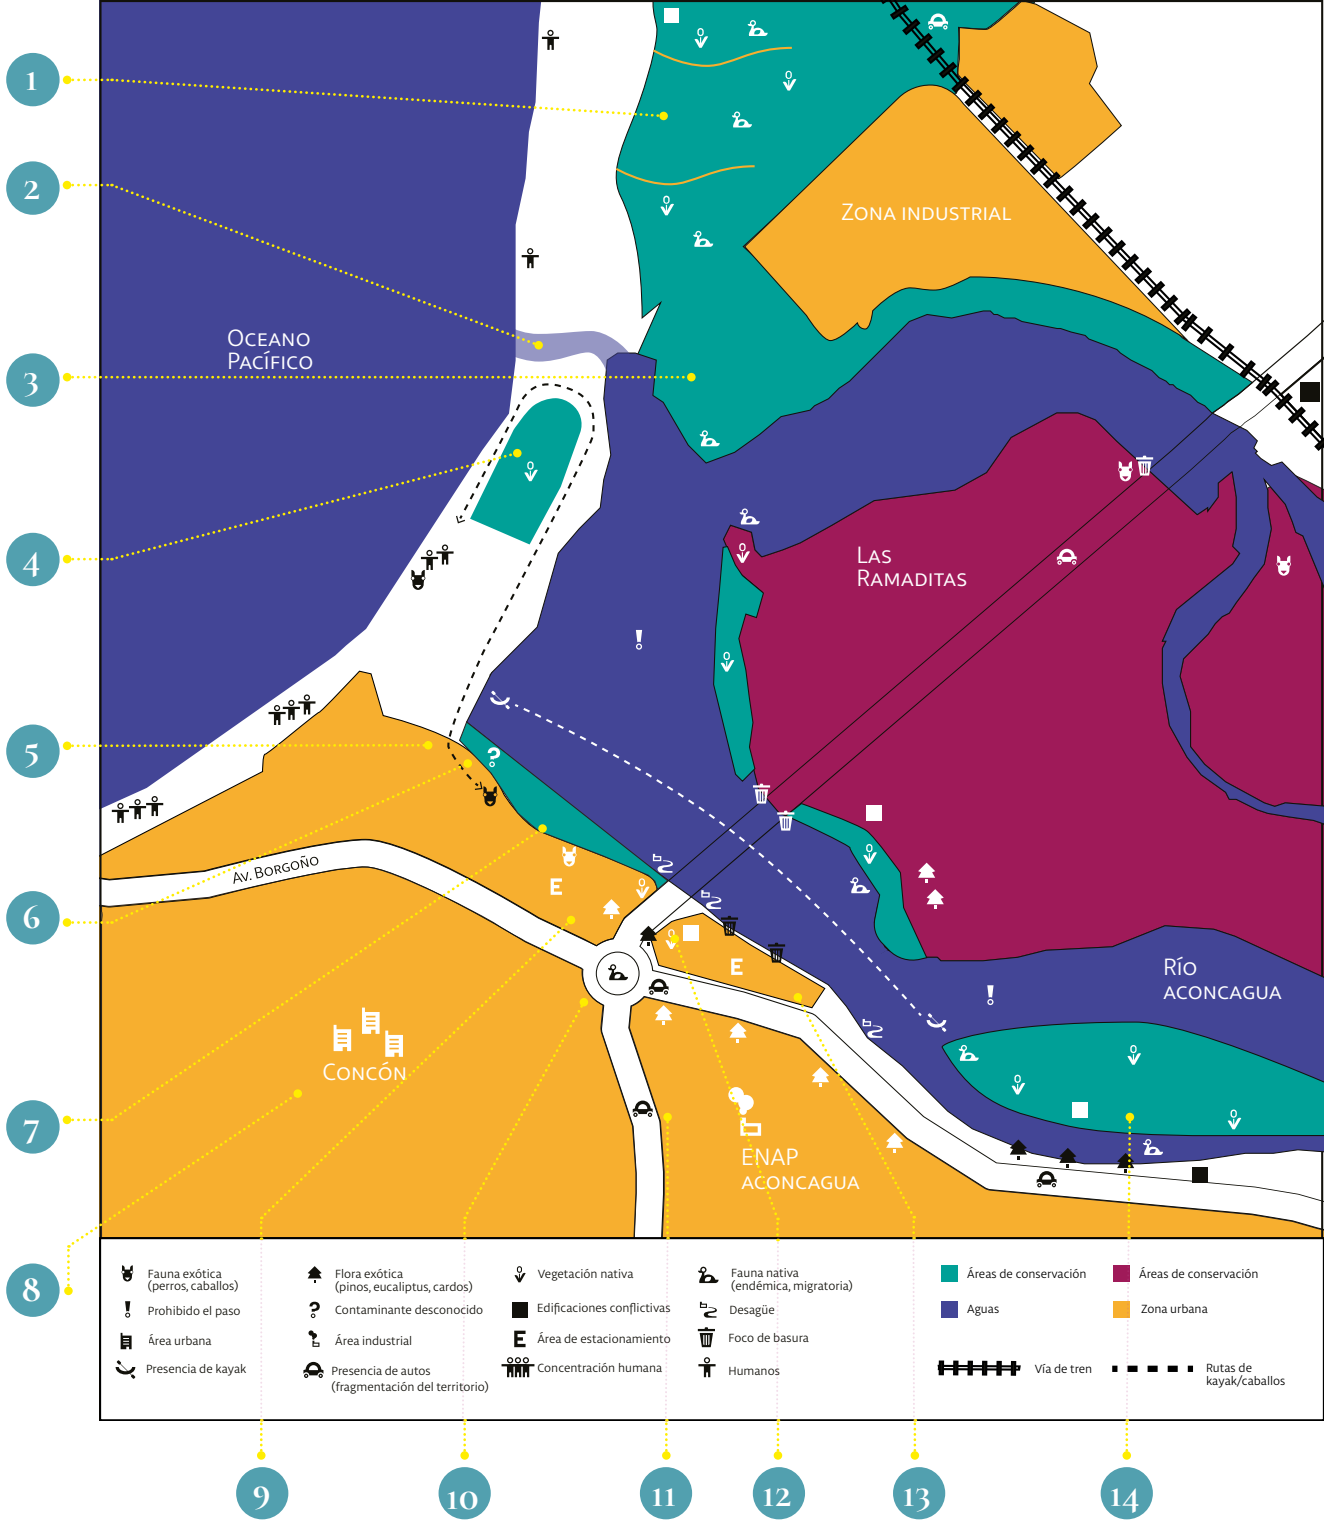 1
2
3
4
5
6
7
8
ZONA INDUSTRIAL
OCEANO
PACÍFICO
LAS
RAMADITAS
?
!
AV. BORGOÑO
E
E
RÍO
ACONCAGUA
!
CONCÓN
ENAP
ACONCAGUA
Fauna exótica
(perros, caballos)
! Prohibido el paso
Área urbana
Presencia de kayak
Flora exótica
(pinos, eucaliptus, cardos)
? Contaminante desconocido
Área industrial
Presencia de autos
(fragmentación del territorio)
Vegetación nativa
Edificaciones conflictivas
E Área de estacionamiento
Concentración humana
Fauna nativa
(endémica, migratoria)
Desagüe
Foco de basura
Humanos
Áreas de conservación
Aguas
Áreas de conservación
Zona urbana
Vía de tren
Rutas de
kayak/caballos
9
10
11
12
13
14